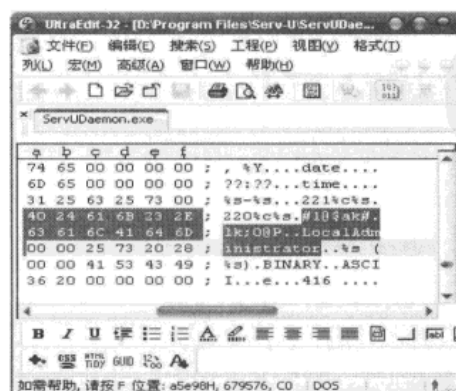 UltraEdit-32 - [D:\Program Files\Serv-U\ServUDae...
文件(F) 编辑(E) 搜索(S) 工程(P) 视图(V) 格式(T)
列(L) 宏(M) 高级(A) 窗口(W) 帮助(H)
ServUDaemon.exe
a b c d e f
74 65 00 00 00 00 ; , %Y....date....
6D 65 00 00 00 00 ; ??:??...time....
31 25 63 25 73 00 ; %s-%s...221%c%s.
40 24 61 6B 23 2E ; 220%c%s.#l@$ak#.
63 61 6C 41 64 6D ; lk;0@P..LocalAdm
00 00 25 73 20 28 ; inistrator..%s (
00 00 41 53 43 49 ; %s).BINARY..ASCI
36 20 00 00 00 00 ; I...e...416 ....
B I U
CSS HTML TIDY GUID
如需帮助, 请按 F 位置: a5e98H, 679576, C0 DOS